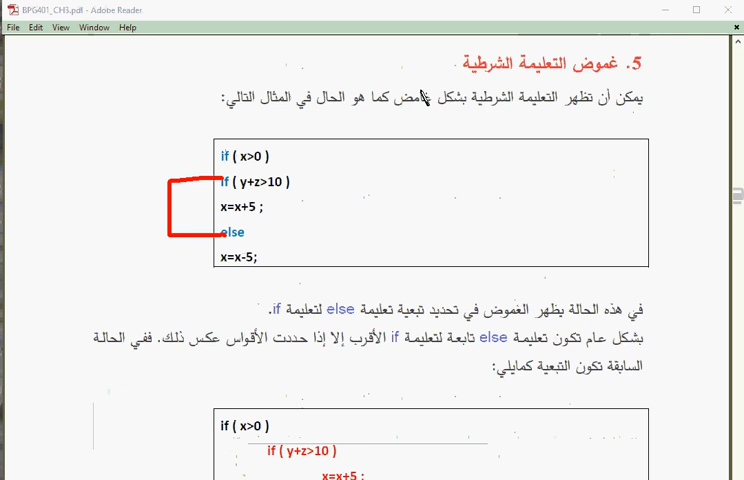 BPG401_CH3.pdf - Adobe Reader
File Edit View Window Help
5. غموض التعليمة الشرطية
يمكن أن تظهر التعليمة الشرطية بشكل غامض كما هو الحال في المثال التالي:
if ( x>0 )
if ( y+z>10 )
x=x+5 ;
else
x=x-5;
في هذه الحالة يظهر الغموض في تحديد تبعية تعليمة else لتعليمة if.
بشكل عام تكون تعليمة else تابعة لتعليمة if الأقرب إلا إذا حددت الأقواس عكس ذلك. ففي الحالة
السابقة تكون التبعية كمايلي:
if ( x>0 )
if ( y+z>10 )
x=x+5 ;